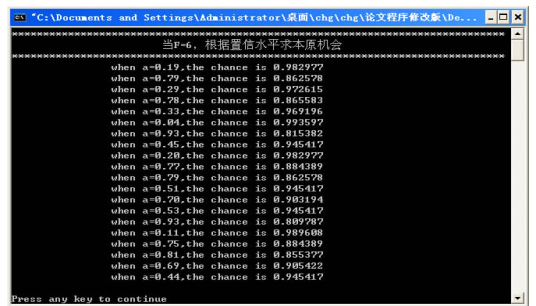 "C:\Documents and Settings\Administrator\桌面\chg\chg\论文程序修改版\De...
××××××××××××××××××××××××××××××××××××××××××××××××××××××××××××××××××××××××××××××
当F=6, 根据置信水平求本原机会
××××××××××××××××××××××××××××××××××××××××××××××××××××××××××××××××××××××××××××××
when a=0.19,the chance is 0.982977
when a=0.79,the chance is 0.862578
when a=0.29,the chance is 0.972615
when a=0.78,the chance is 0.865583
when a=0.33,the chance is 0.969196
when a=0.04,the chance is 0.993597
when a=0.93,the chance is 0.815382
when a=0.45,the chance is 0.945417
when a=0.20,the chance is 0.982977
when a=0.77,the chance is 0.884389
when a=0.79,the chance is 0.862578
when a=0.51,the chance is 0.945417
when a=0.70,the chance is 0.903194
when a=0.53,the chance is 0.945417
when a=0.93,the chance is 0.809787
when a=0.11,the chance is 0.989608
when a=0.75,the chance is 0.884389
when a=0.81,the chance is 0.855377
when a=0.69,the chance is 0.905422
when a=0.44,the chance is 0.945417
Press any key to continue